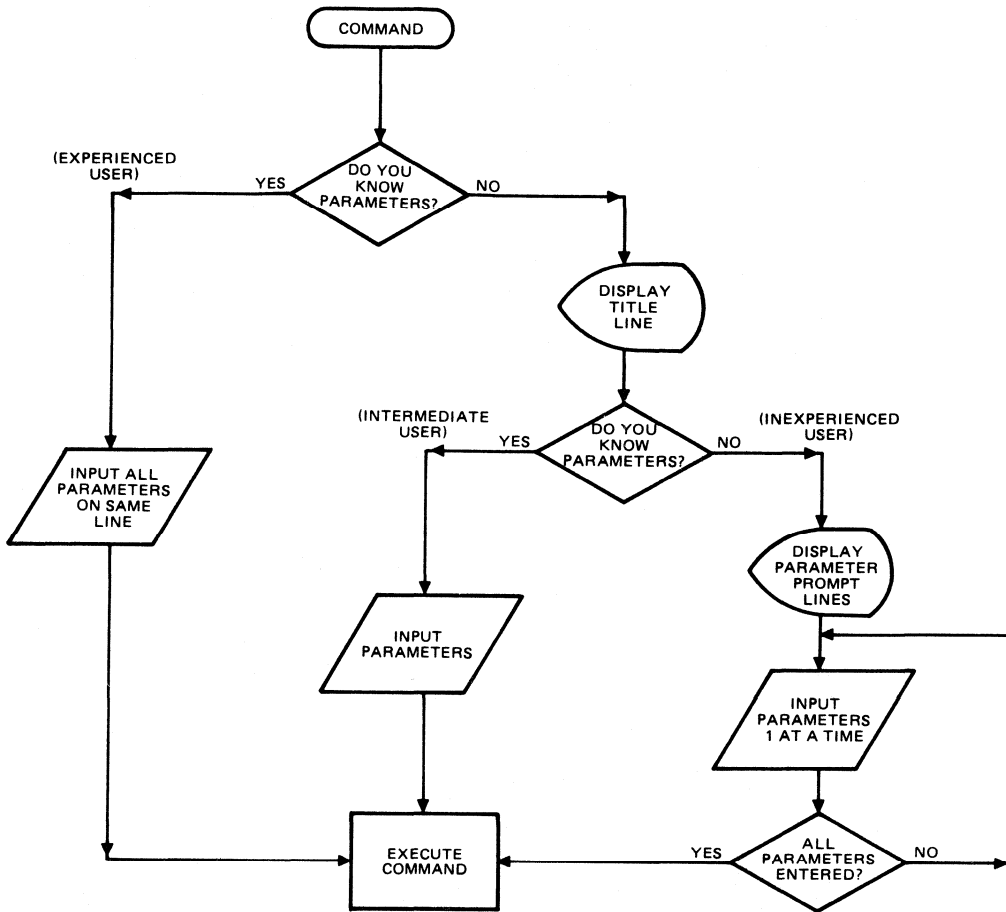 COMMAND
(EXPERIENCED
USER)
YES
DO YOU
KNOW
PARAMETERS?
NO
DISPLAY
TITLE
LINE
(INTERMEDIATE
USER)
YES
DO YOU
KNOW
PARAMETERS?
NO
(INEXPERIENCED
USER)
INPUT ALL
PARAMETERS
ON SAME
LINE
DISPLAY
PARAMETER
PROMPT
LINES
INPUT
PARAMETERS
INPUT
PARAMETERS
1 AT A TIME
EXECUTE
COMMAND
YES
ALL
PARAMETERS
ENTERED?
NO